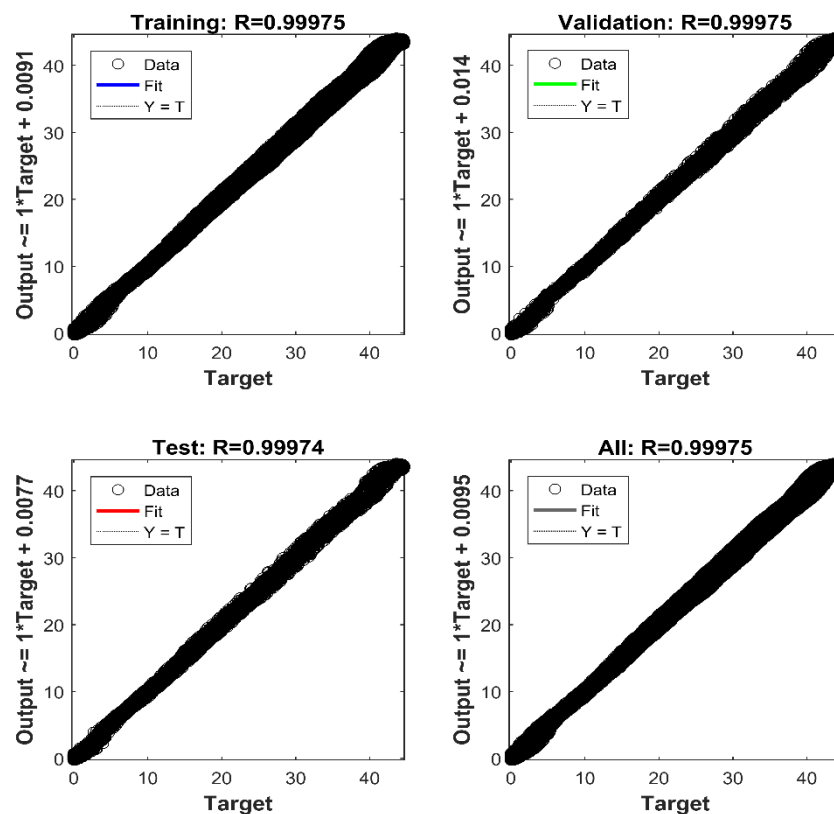 Training: R=0.99975
Output ~= 1*Target + 0.0091
40
30
20
10
0
Data
Fit
Y = T
0 10 20 30 40
Target
Validation: R=0.99975
Output ~= 1*Target + 0.014
40
30
20
10
0
Data
Fit
Y = T
0 10 20 30 40
Target
Test: R=0.99974
Output ~= 1*Target + 0.0077
40
30
20
10
0
Data
Fit
Y = T
0 10 20 30 40
Target
All: R=0.99975
Output ~= 1*Target + 0.0095
40
30
20
10
0
Data
Fit
Y = T
0 10 20 30 40
Target